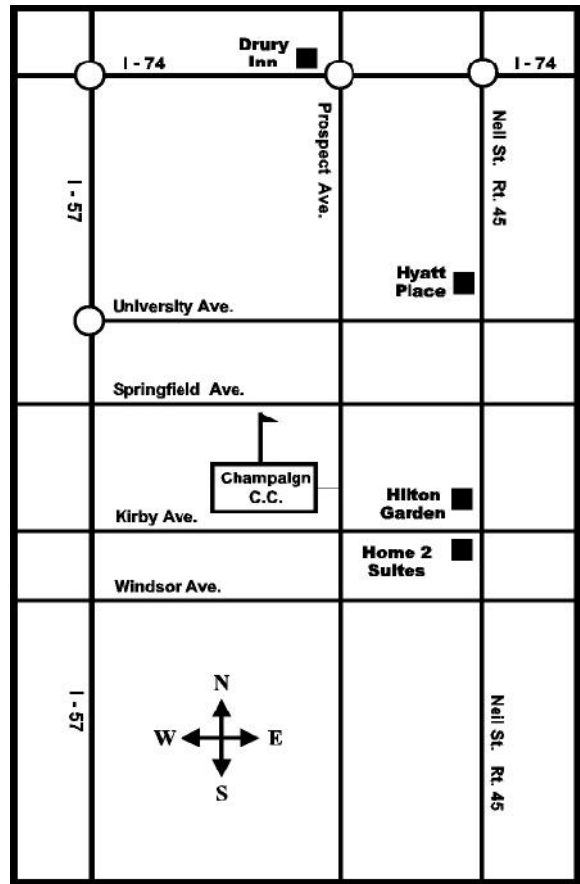 Drury
Inn
I - 74
I - 74
Prospect Ave.
Neil St. Rt. 45
I - 57
Hyatt
Place
University Ave.
Springfield Ave.
Champaign
C.C.
Hilton
Garden
Kirby Ave.
Home 2
Suites
Windsor Ave.
I - 57
N
W
E
S
Neil St. Rt. 45